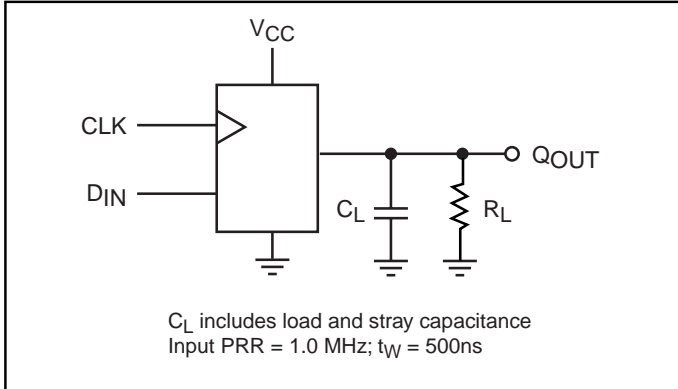 VCC
CLK
QOUT
DIN
CL
RL
CL includes load and stray capacitance
Input PRR = 1.0 MHz; tW = 500ns